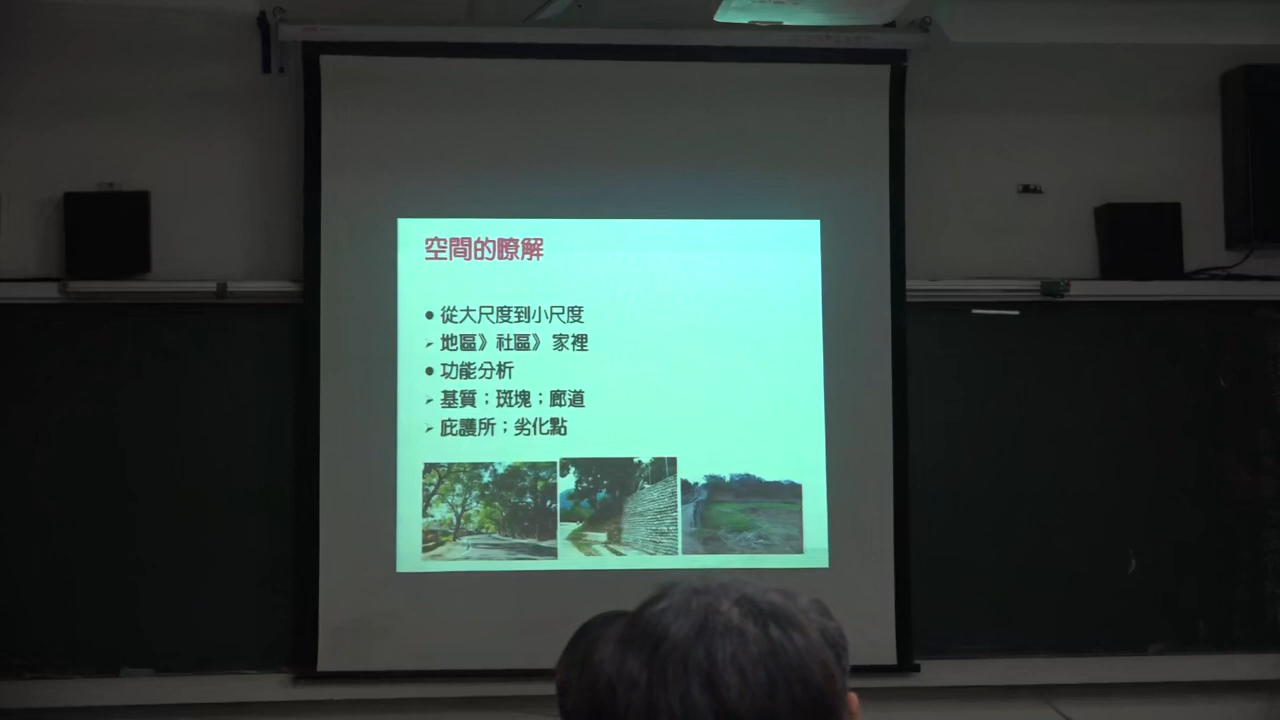 空間的瞭解
● 從大尺度到小尺度
➢ 地區》社區》 家裡
● 功能分析
➢ 基質；斑塊；廊道
➢ 庇護所；劣化點